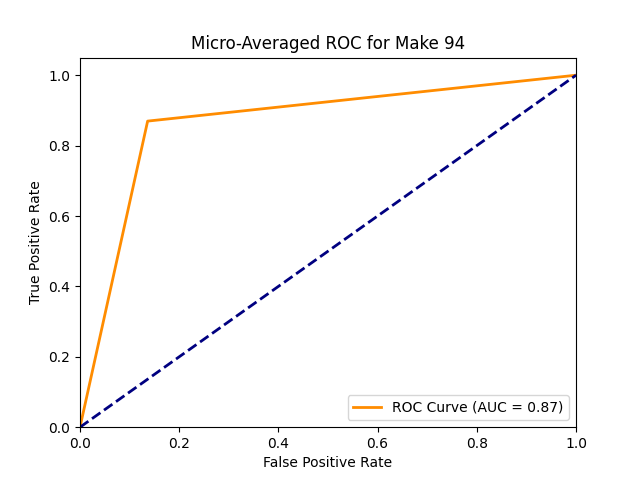 Micro-Averaged ROC for Make 94
1.0
0.8
0.6
0.4
0.2
0.0
True Positive Rate
ROC Curve (AUC = 0.87)
0.0 0.2 0.4 0.6 0.8 1.0
False Positive Rate